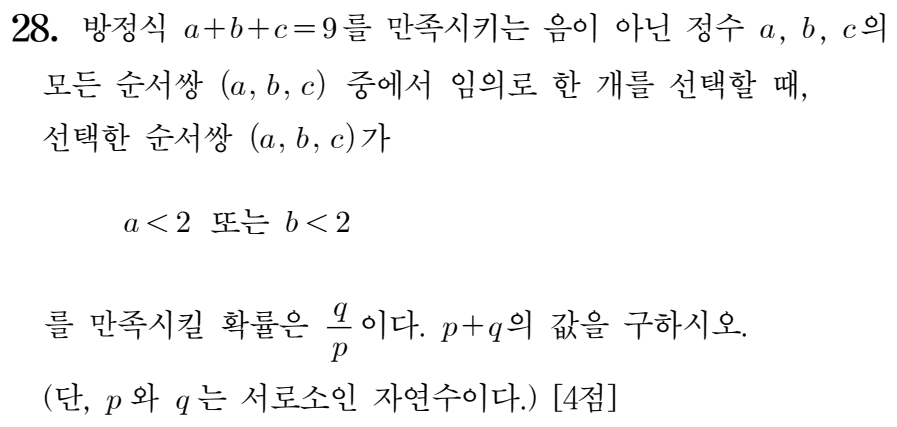 28. 방정식 a+b+c=9를 만족시키는 음이 아닌 정수 a, b, c의
모든 순서쌍 (a, b, c) 중에서 임의로 한 개를 선택할 때,
선택한 순서쌍 (a, b, c)가
a<2 또는 b<2
를 만족시킬 확률은 q/p이다. p+q의 값을 구하시오.
(단, p와 q는 서로소인 자연수이다.) [4점]